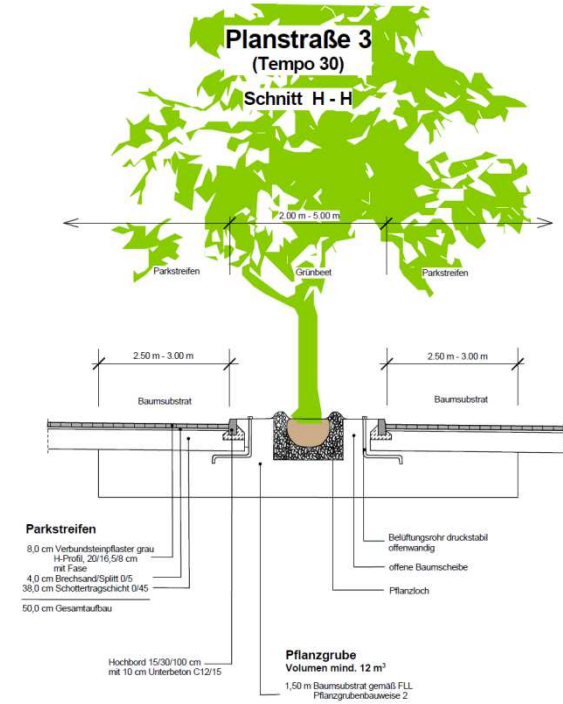 Planstraße 3
(Tempo 30)
Schnitt H - H
2.00 m - 5.00 m
Parkstreifen
Grünbeet
Parkstreifen
2.50 m - 3.00 m
2.50 m - 3.00 m
Baumsubstrat
Baumsubstrat
Parkstreifen
8,0 cm Verbundsteinpflaster grau
H-Profil, 20/16,5/8 cm
mit Fase
4,0 cm Brechsand/Splitt 0/5
38,0 cm Schottertragschicht 0/45
50,0 cm Gesamtaufbau
Belüftungsrohr druckstabil
offenwandig
offene Baumscheibe
Pflanzloch
Hochbord 15/30/100 cm
mit 10 cm Unterbeton C12/15
Pflanzgrube
Volumen mind. 12 m³
1,50 m Baumsubstrat gemäß FLL
Pflanzgrubenbauweise 2